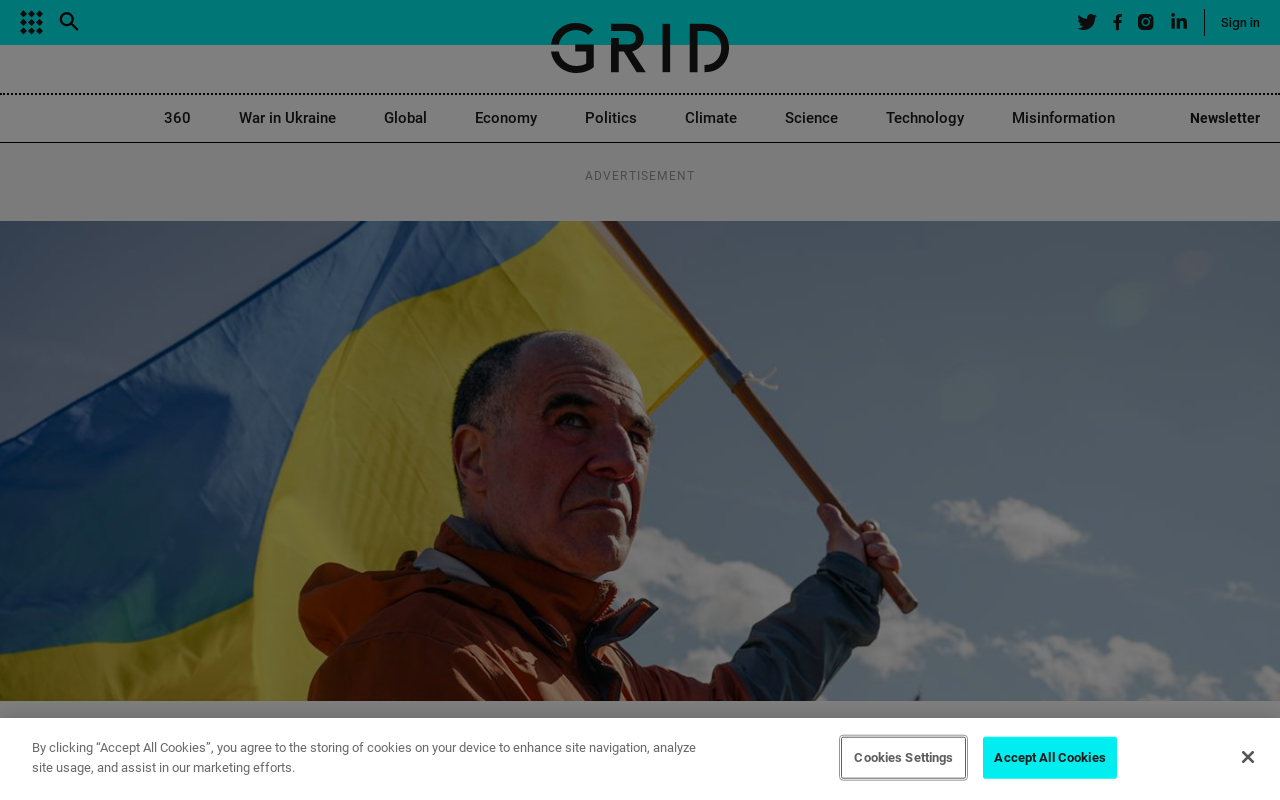 GRID
Sign in
360 War in Ukraine Global Economy Politics Climate Science Technology Misinformation Newsletter
ADVERTISEMENT
By clicking “Accept All Cookies”, you agree to the storing of cookies on your device to enhance site navigation, analyze
site usage, and assist in our marketing efforts.
Cookies Settings
Accept All Cookies